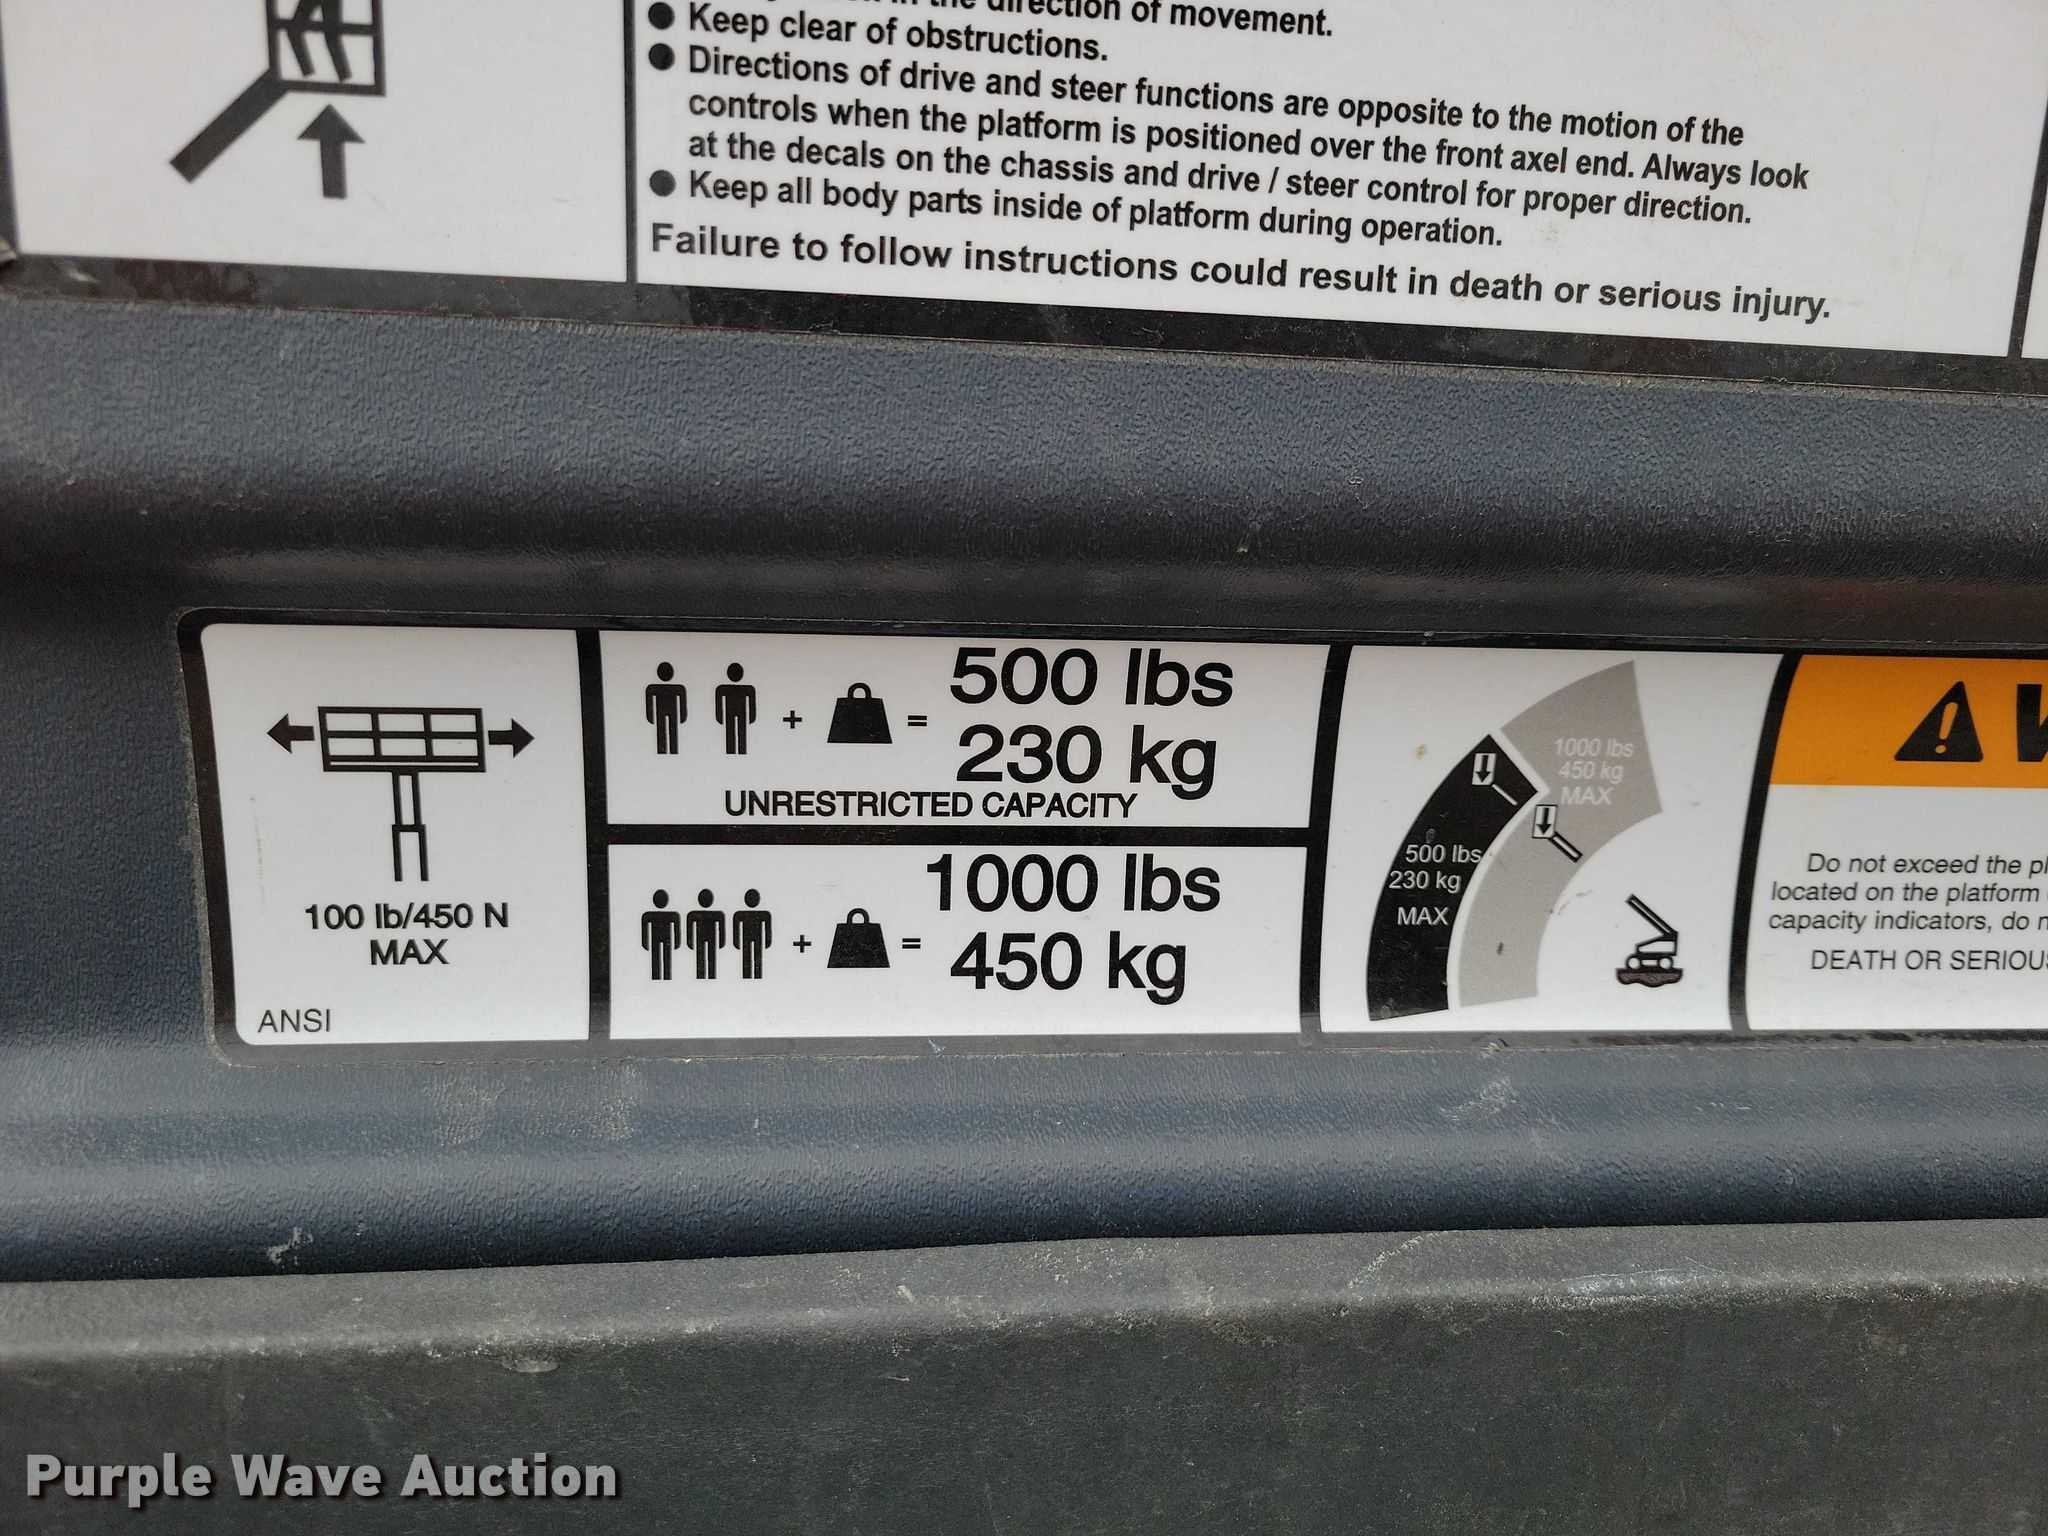 in the direction of movement.
● Keep clear of obstructions.
● Directions of drive and steer functions are opposite to the motion of the
controls when the platform is positioned over the front axel end. Always look
at the decals on the chassis and drive / steer control for proper direction.
● Keep all body parts inside of platform during operation.
Failure to follow instructions could result in death or serious injury.
100 lb/450 N
MAX
ANSI
+ = 500 lbs
230 kg
UNRESTRICTED CAPACITY
+ = 1000 lbs
450 kg
1000 lbs
450 kg
MAX
500 lbs
230 kg
MAX
Do not exceed the
located on the platform
capacity indicators, do
DEATH OR SERIOUS
Purple Wave Auction